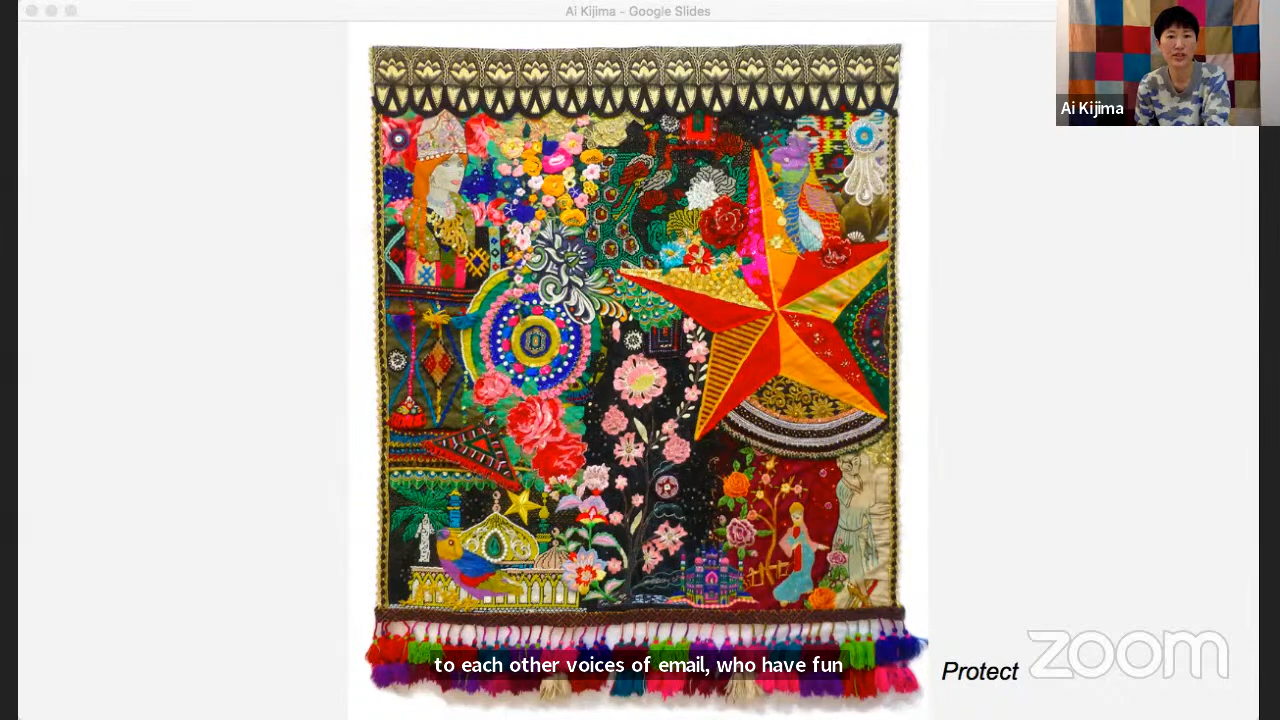 Ai Kijima - Google Slides
Ai Kijima
to each other voices of email, who have fun
Protect
zoom